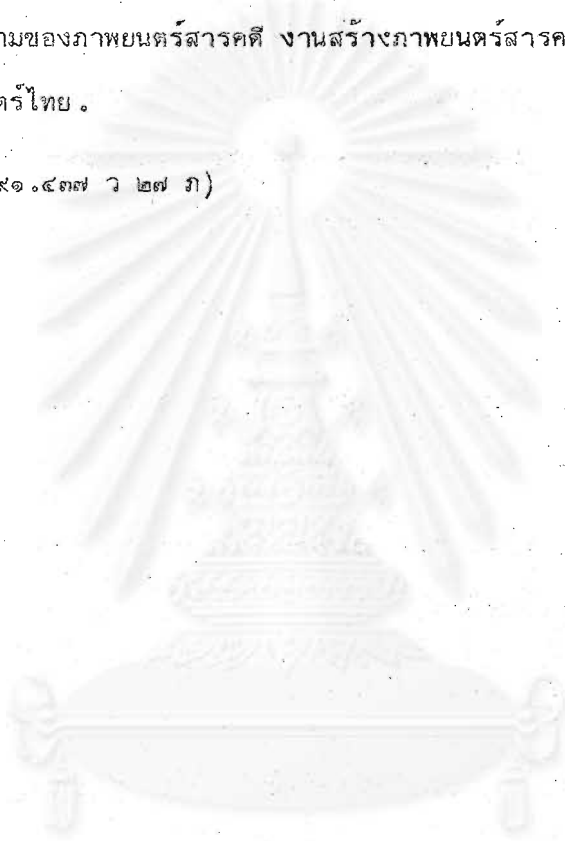 ามของภาพยนตร์สารคดี งานสร้างภาพยนตร์สารค
ตร์ไทย .
๙๑.๔๓๗ ว ๒๗ ภ)